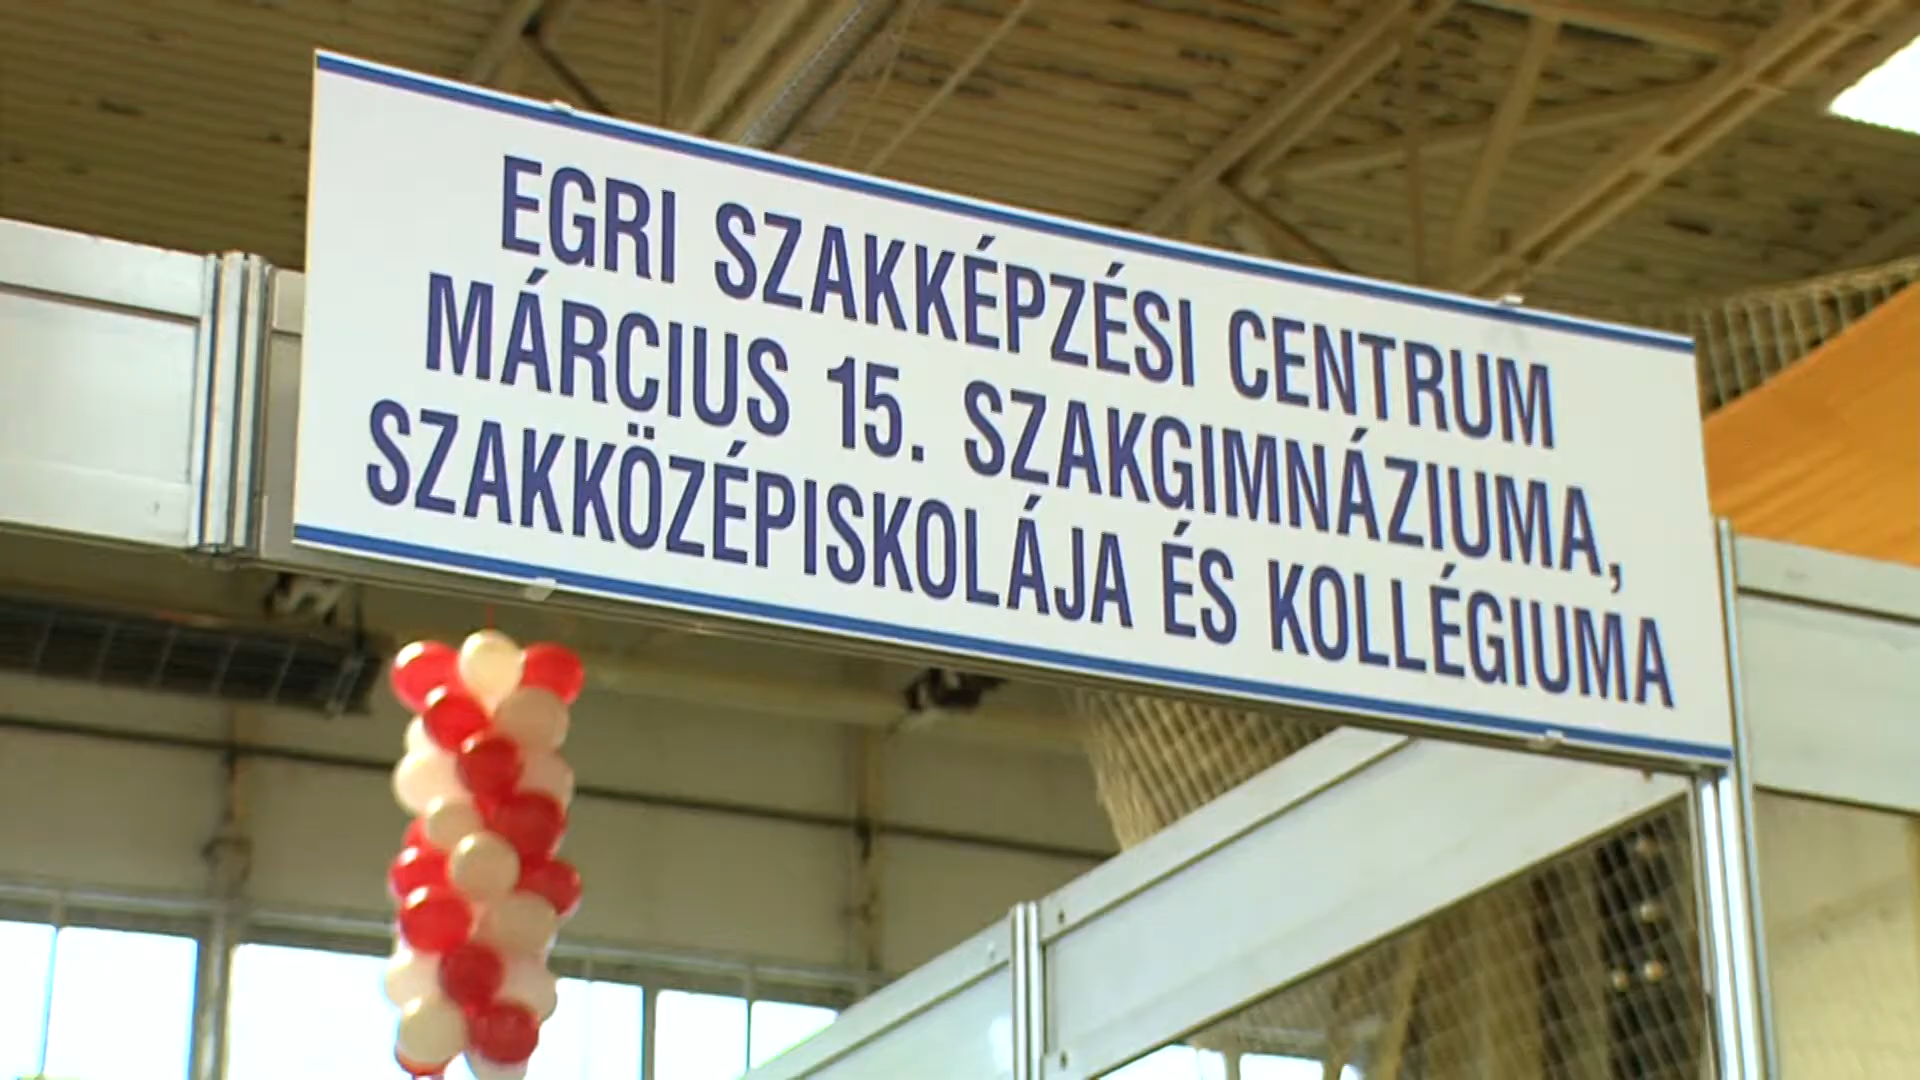 EGRI SZAKKÉPZÉSI CENTRUM
MÁRCIUS 15. SZAKGIMNÁZIUMA,
SZAKKÖZÉPISKOLÁJA ÉS KOLLÉGIUMA